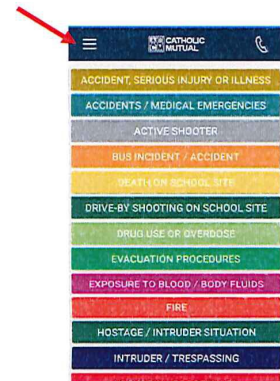 CATHOLIC
MUTUAL
ACCIDENT, SERIOUS INJURY OR ILLNESS
ACCIDENTS / MEDICAL EMERGENCIES
ACTIVE SHOOTER
BUS INCIDENT / ACCIDENT
DEATH ON SCHOOL SITE
DRIVE-BY SHOOTING ON SCHOOL SITE
DRUG USE OR OVERDOSE
EVACUATION PROCEDURES
EXPOSURE TO BLOOD / BODY FLUIDS
FIRE
HOSTAGE / INTRUDER SITUATION
INTRUDER / TRESPASSING